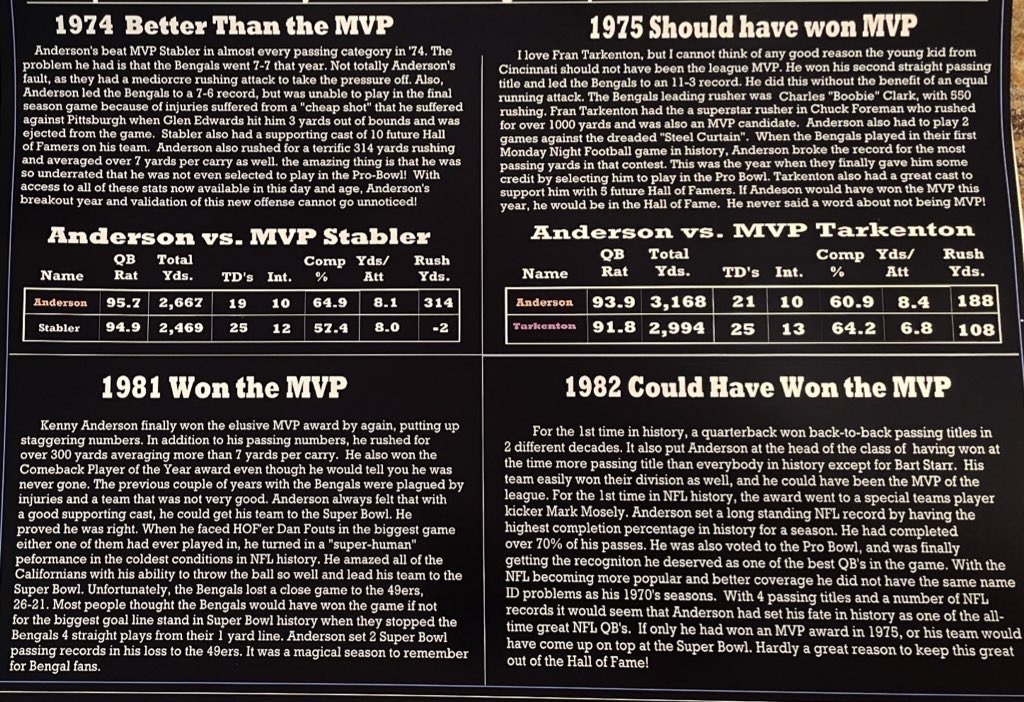 1974 Better Than the MVP
Anderson's beat MVP Stabler in almost every passing category in '74. The
problem he had is that the Bengals went 7-7 that year. Not totally Anderson's
fault, as they had a mediorcre rushing attack to take the pressure off. Also,
Anderson led the Bengals to a 7-6 record, but was unable to play in the final
season game because of injuries suffered from a "cheap shot" that he suffered
against Pittsburgh when Glen Edwards hit him 3 yards out of bounds and was
ejected from the game. Stabler also had a supporting cast of 10 future Hall
of Famers on his team. Anderson also rushed for a terrific 314 yards rushing
and averaged over 7 yards per carry as well. the amazing thing is that he was
so underrated that he was not even selected to play in the Pro-Bowl! With
access to all of these stats now available in this day and age, Anderson's
breakout year and validation of this new offense cannot go unnoticed!
Anderson vs. MVP Stabler
QB Total Comp Yds/ Rush
Name Rat Yds. TD's Int. % Att Yds.
Anderson 95.7 2,667 19 10 64.9 8.1 314
Stabler 94.9 2,469 25 12 57.4 8.0 -2
1975 Should have won MVP
I love Fran Tarkenton, but I cannot think of any good reason the young kid from
Cincinnati should not have been the league MVP. He won his second straight passing
title and led the Bengals to an 11-3 record. He did this without the benefit of an equal
running attack. The Bengals leading rusher was Charles "Boobie" Clark, with 550
rushing. Fran Tarkenton had the a superstar rusher in Chuck Foreman who rushed
for over 1000 yards and was also an MVP candidate. Anderson also had to play 2
games against the dreaded "Steel Curtain". When the Bengals played in their first
Monday Night Football game in history, Anderson broke the record for the most
passing yards in that contest. This was the year when they finally gave him some
credit by selecting him to play in the Pro Bowl. Tarkenton also had a great cast to
support him with 5 future Hall of Famers. If Andeson would have won the MVP this
year, he would be in the Hall of Fame. He never said a word about not being MVP!
Anderson vs. MVP Tarkenton
QB Total Comp Yds/ Rush
Name Rat Yds. TD's Int. % Att Yds.
Anderson 93.9 3,168 21 10 60.9 8.4 188
Tarkenton 91.8 2,994 25 13 64.2 6.8 108
1981 Won the MVP
Kenny Anderson finally won the elusive MVP award by again, putting up
staggering numbers. In addition to his passing numbers, he rushed for
over 300 yards averaging more than 7 yards per carry. He also won the
Comeback Player of the Year award even though he would tell you he was
never gone. The previous couple of years with the Bengals were plagued by
injuries and a team that was not very good. Anderson always felt that with
a good supporting cast, he could get his team to the Super Bowl. He
proved he was right. When he faced HOF'er Dan Fouts in the biggest game
either one of them had ever played in, he turned in a "super-human"
peformance in the coldest conditions in NFL history. He amazed all of the
Californians with his ability to throw the ball so well and lead his team to the
Super Bowl. Unfortunately, the Bengals lost a close game to the 49ers,
26-21. Most people thought the Bengals would have won the game if not
for the biggest goal line stand in Super Bowl history when they stopped the
Bengals 4 straight plays from their 1 yard line. Anderson set 2 Super Bowl
passing records in his loss to the 49ers. It was a magical season to remember
for Bengal fans.
1982 Could Have Won the MVP
For the 1st time in history, a quarterback won back-to-back passing titles in
2 different decades. It also put Anderson at the head of the class of having won at
the time more passing title than everybody in history except for Bart Starr. His
team easily won their division as well, and he could have been the MVP of the
league. For the 1st time in NFL history, the award went to a special teams player
kicker Mark Mosely. Anderson set a long standing NFL record by having the
highest completion percentage in history for a season. He had completed
over 70% of his passes. He was also voted to the Pro Bowl, and was finally
getting the recogniton he deserved as one of the best QB's in the game. With the
NFL becoming more popular and better coverage he did not have the same name
ID problems as his 1970's seasons. With 4 passing titles and a number of NFL
records it would seem that Anderson had set his fate in history as one of the all-
time great NFL QB's. If only he had won an MVP award in 1975, or his team would
have come up on top at the Super Bowl. Hardly a great reason to keep this great
out of the Hall of Fame!